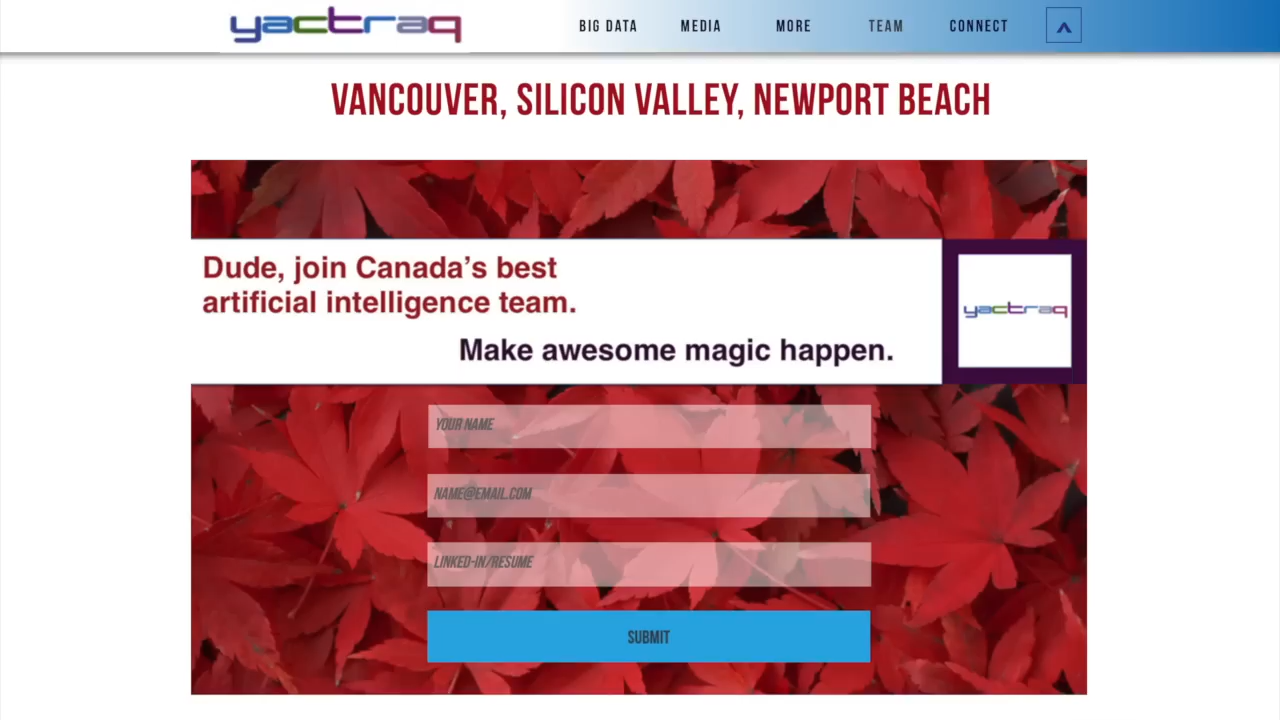 yactraq
BIG DATA MEDIA MORE TEAM CONNECT
VANCOUVER, SILICON VALLEY, NEWPORT BEACH
Dude, join Canada's best
artificial intelligence team.
Make awesome magic happen.
yactraq
YOUR NAME
NAME@EMAIL.COM
LINKED-IN/RESUME
SUBMIT